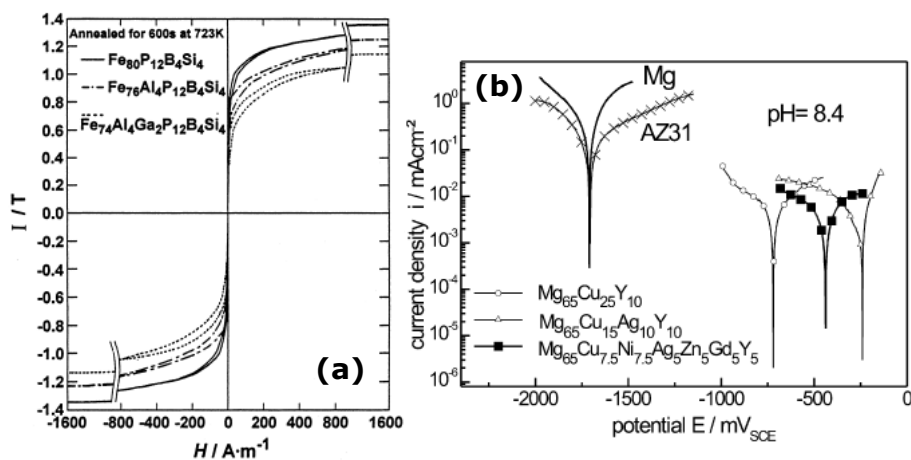 1.4
1.2
1.0
0.8
0.6
0.4
0.2
0.0
-0.2
-0.4
-0.6
-0.8
-1.0
-1.2
-1.4
I / T
Annealed for 600s at 723K
Fe80P12B4Si4
Fe76Al4P12B4Si4
Fe74Al4Ga2P12B4Si4
(a)
-1600 -800 -400 -200 0 200 400 800 1600
H / A·m⁻¹
(b)
Mg
AZ31
pH= 8.4
10¹
10⁰
10⁻¹
10⁻²
10⁻³
10⁻⁴
10⁻⁵
10⁻⁶
current density i / mAcm⁻²
Mg65Cu25Y10
Mg65Cu15Ag10Y10
Mg65Cu7.5Ni7.5Ag5Zn5Gd5Y5
-2000 -1500 -1000 -500 0
potential E / mVSCE